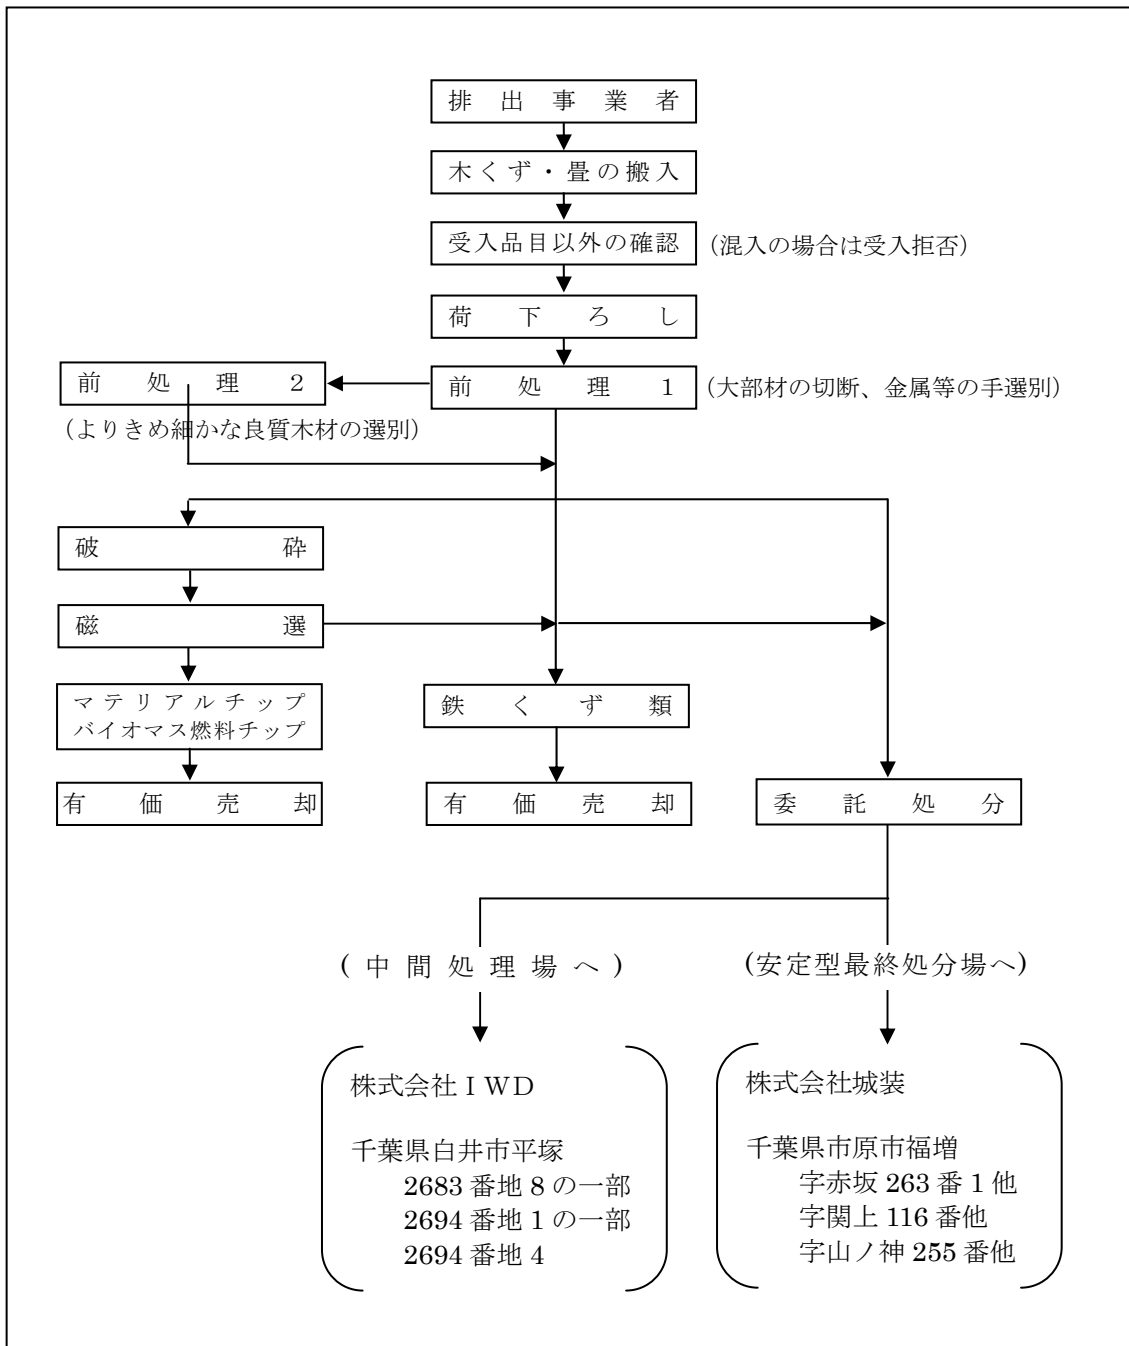 排出事業者
木くず・畳の搬入
受入品目以外の確認 (混入の場合は受入拒否)
荷下ろし
前処理2 前処理1 (大部材の切断、金属等の手選別)
(よりきめ細かな良質木材の選別)
破砕
磁選
マテリアルチップ
バイオマス燃料チップ
鉄くず類
有価売却 有価売却 委託処分
(中間処理場へ) (安定型最終処分場へ)
株式会社IWD
千葉県白井市平塚
2683番地8の一部
2694番地1の一部
2694番地4
株式会社城装
千葉県市原市福増
字赤坂263番1他
字関上116番他
字山ノ神255番他